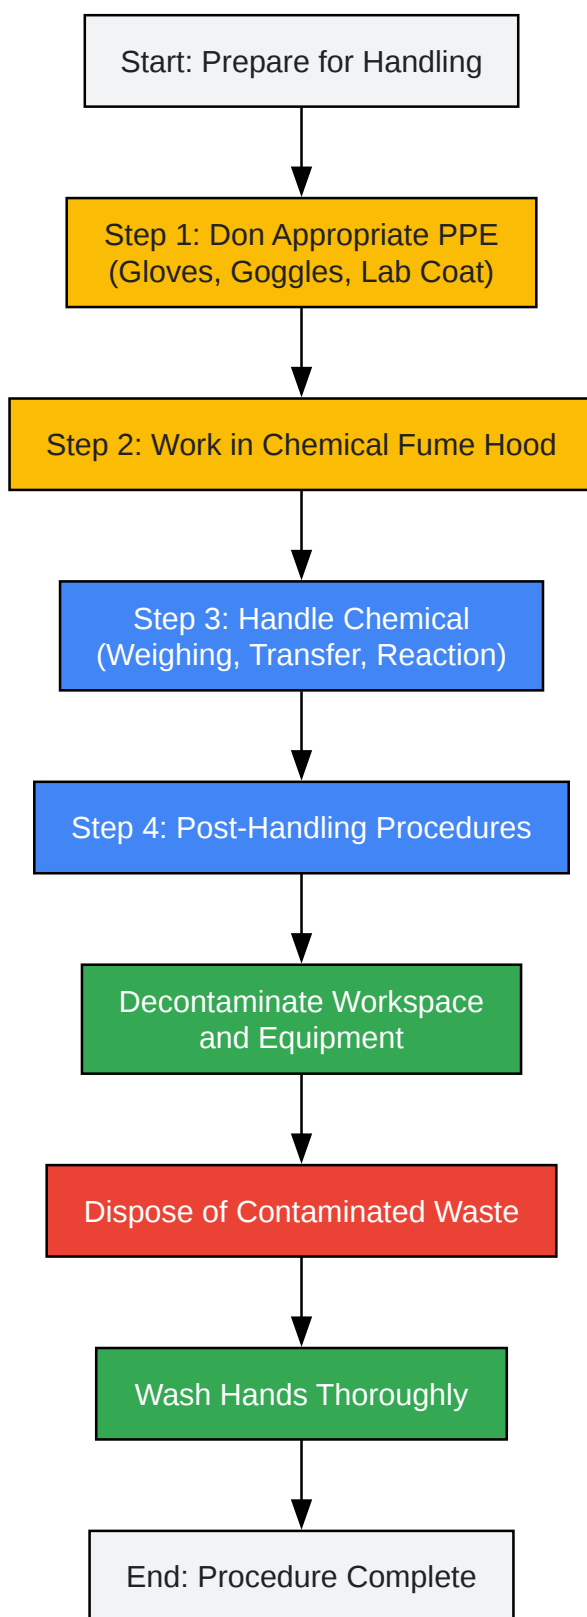 Start: Prepare for Handling
Step 1: Don Appropriate PPE
(Gloves, Goggles, Lab Coat)
Step 2: Work in Chemical Fume Hood
Step 3: Handle Chemical
(Weighing, Transfer, Reaction)
Step 4: Post-Handling Procedures
Decontaminate Workspace
and Equipment
Dispose of Contaminated Waste
Wash Hands Thoroughly
End: Procedure Complete